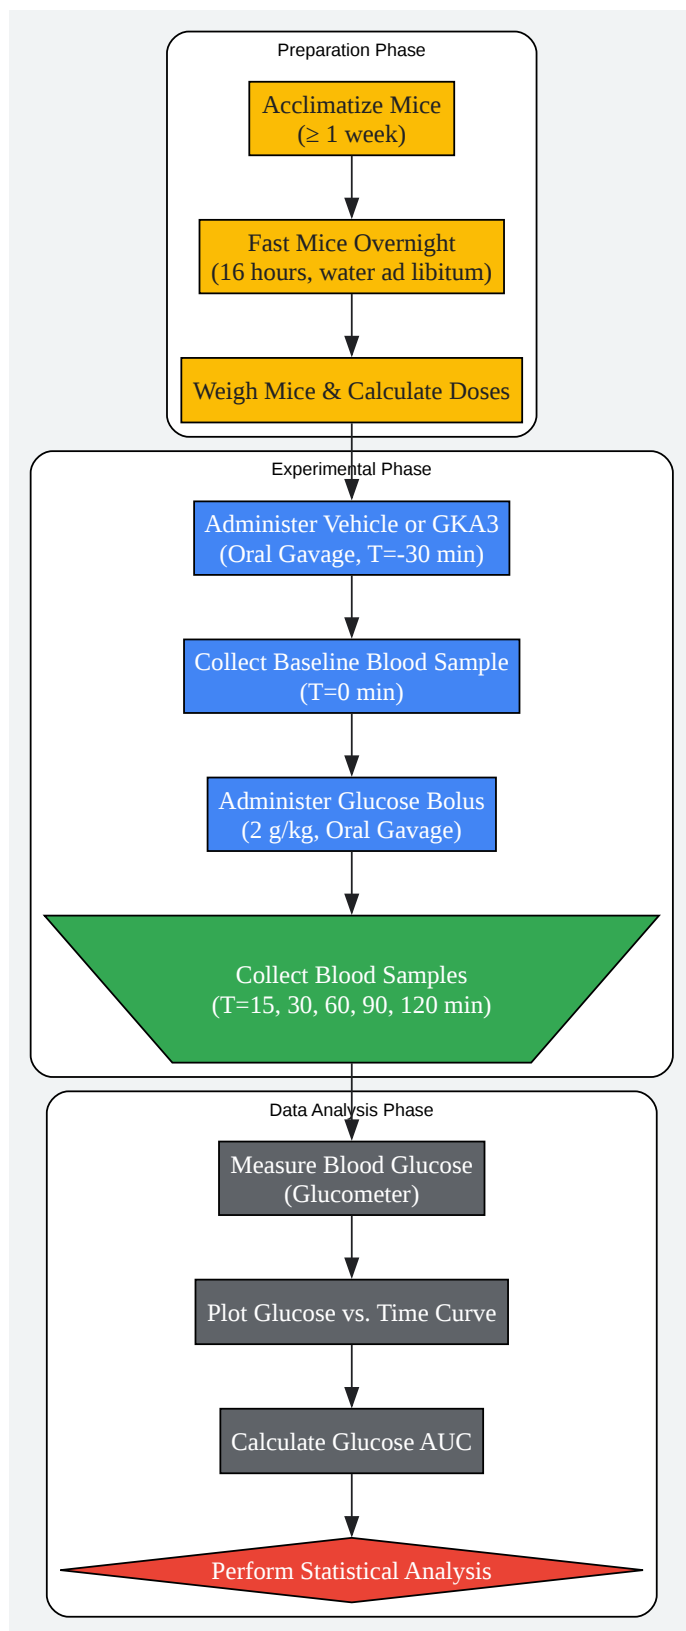 Preparation Phase
Acclimatize Mice
(≥ 1 week)
Fast Mice Overnight
(16 hours, water ad libitum)
Weigh Mice & Calculate Doses
Experimental Phase
Administer Vehicle or GKA3
(Oral Gavage, T=-30 min)
Collect Baseline Blood Sample
(T=0 min)
Administer Glucose Bolus
(2 g/kg, Oral Gavage)
Collect Blood Samples
(T=15, 30, 60, 90, 120 min)
Data Analysis Phase
Measure Blood Glucose
(Glucometer)
Plot Glucose vs. Time Curve
Calculate Glucose AUC
Perform Statistical Analysis